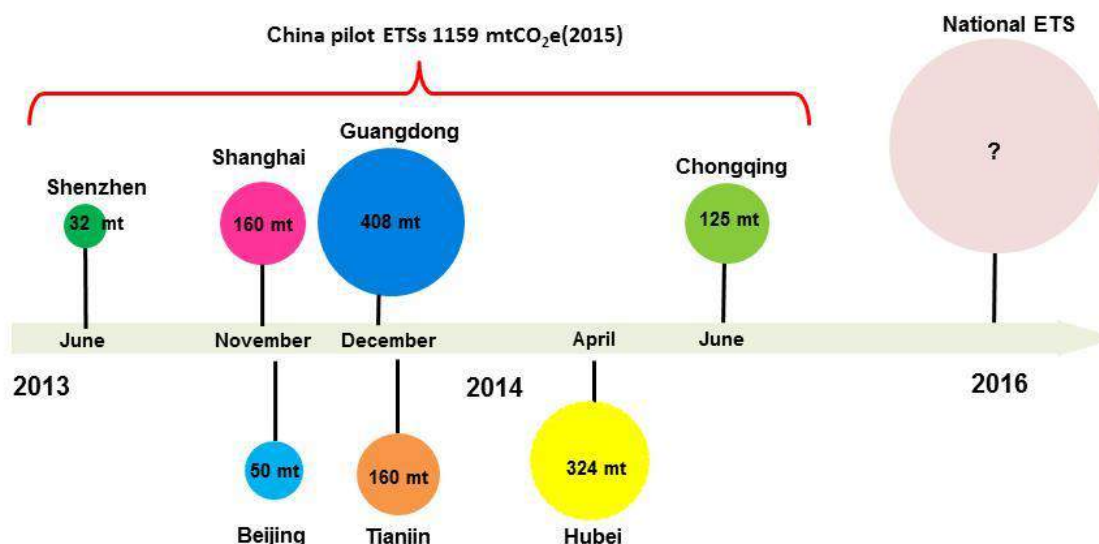 China pilot ETSs 1159 mtCO₂e(2015)
National ETS
?
Guangdong
408 mt
Shanghai
160 mt
Shenzhen
32 mt
Chongqing
125 mt
June
November
December
April
June
2013
2014
2016
50 mt
Beijing
160 mt
Tianjin
324 mt
Hubei